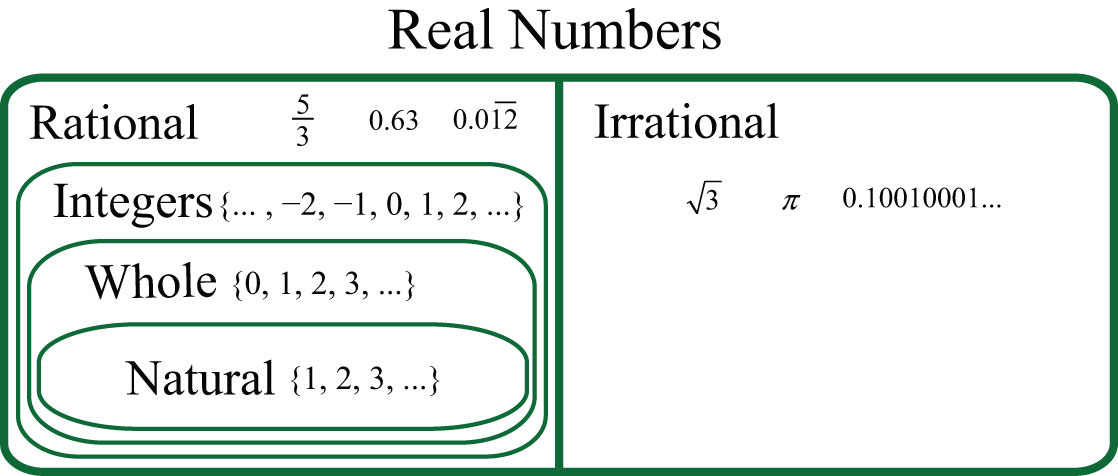 Real Numbers
Rational 5/3 0.63 0.01̅2̅
Irrational
Integers {... , −2, −1, 0, 1, 2, ...}
√3 π 0.10010001...
Whole {0, 1, 2, 3, ...}
Natural {1, 2, 3, ...}